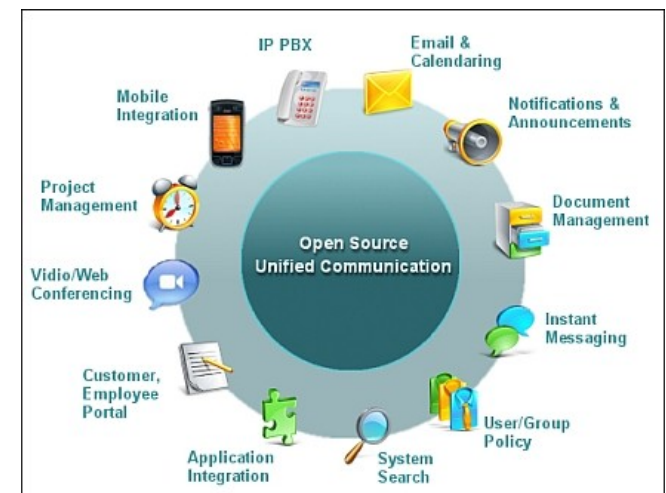 IP PBX
Email &
Calendaring
Mobile
Integration
Notifications &
Announcements
Project
Management
Document
Management
Open Source
Unified Communication
Vidio/Web
Conferencing
Instant
Messaging
Customer,
Employee
Portal
User/Group
Policy
Application
Integration
System
Search